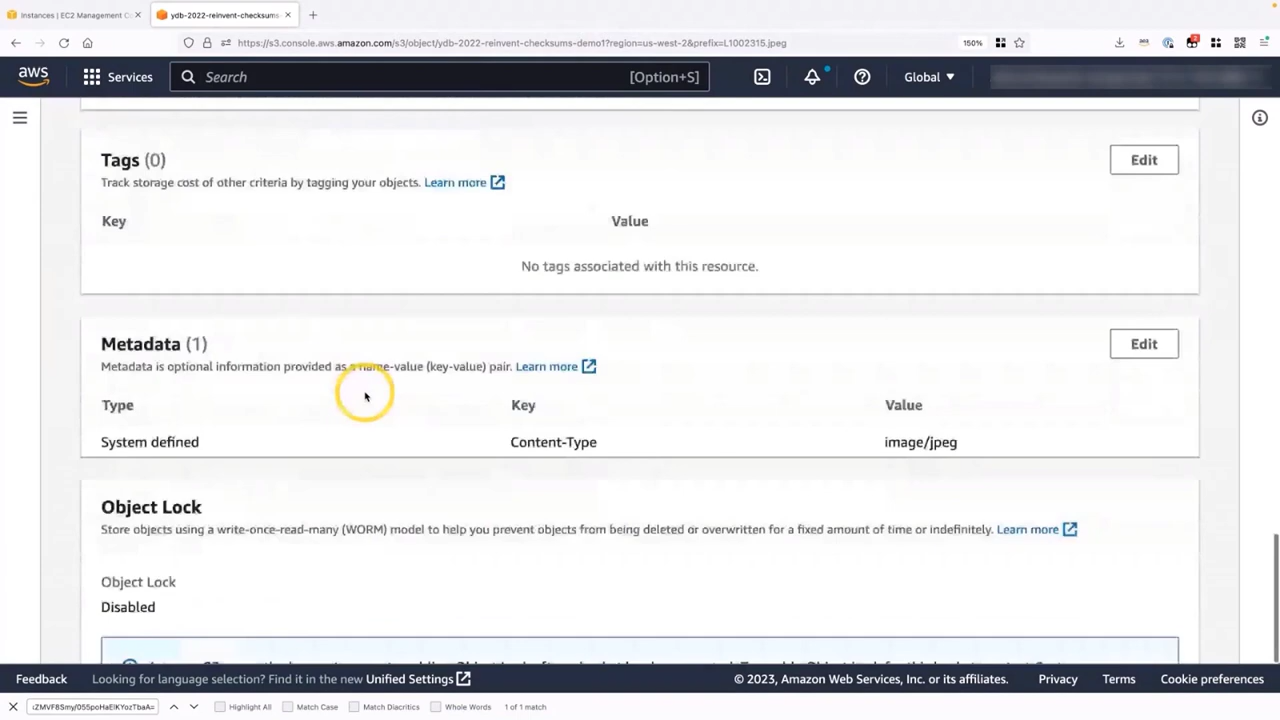 Instances | EC2 Management C
ydb-2022-reinvent-checksums-
https://s3.console.aws.amazon.com/s3/object/ydb-2022-reinvent-checksums-demo1?region=us-west-2&prefix=L1002315.jpeg
150%
aws
Services
Search
[Option+S]
Global
Tags (0)
Edit
Track storage cost of other criteria by tagging your objects. Learn more
Key Value
No tags associated with this resource.
Metadata (1)
Edit
Metadata is optional information provided as a name-value (key-value) pair. Learn more
Type Key Value
System defined Content-Type image/jpeg
Object Lock
Store objects using a write-once-read-many (WORM) model to help you prevent objects from being deleted or overwritten for a fixed amount of time or indefinitely. Learn more
Object Lock
Disabled
Feedback
Looking for language selection? Find it in the new Unified Settings
© 2023, Amazon Web Services, Inc. or its affiliates.
Privacy
Terms
Cookie preferences
Highlight All
Match Case
Match Diacritics
Whole Words
1 of 1 match